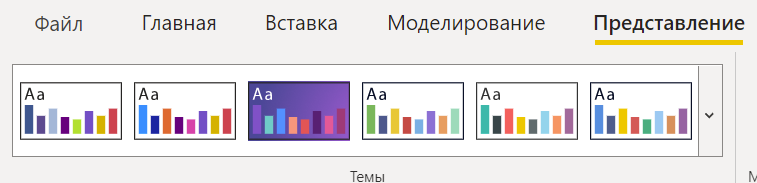 Файл Главная Вставка Моделирование Представление
Aa Aa Aa Aa Aa Aa
Темы